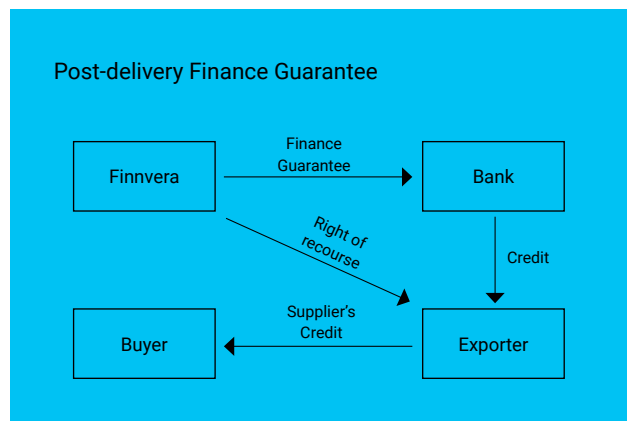 Post-delivery Finance Guarantee
Finance
Guarantee
Finnvera
Bank
Right of
recourse
Credit
Supplier's
Credit
Buyer
Exporter